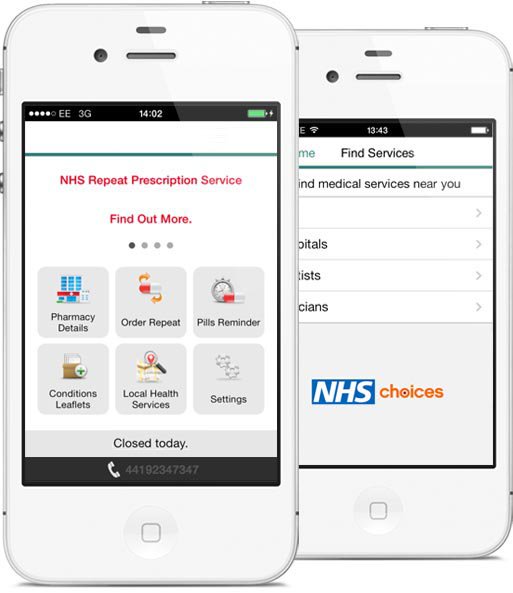 EE 3G 14:02
NHS Repeat Prescription Service
Find Out More.
Pharmacy
Details
Order Repeat
Pills Reminder
Conditions
Leaflets
Local Health
Services
Settings
Closed today.
44192347347
E 13:43
me Find Services
ind medical services near you
pitals
tists
cians
NHS choices